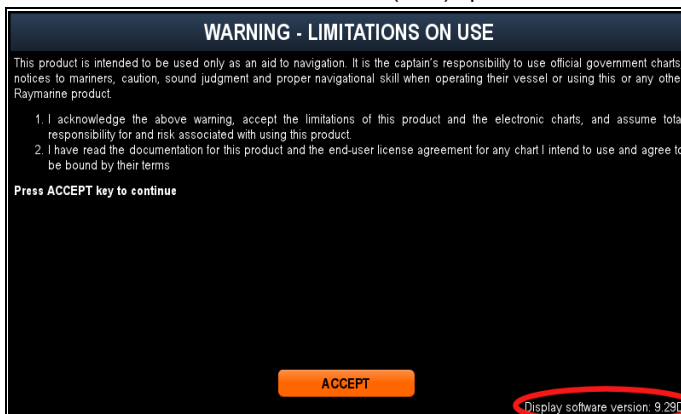 WARNING - LIMITATIONS ON USE
This product is intended to be used only as an aid to navigation. It is the captain's responsibility to use official government charts
notices to mariners, caution, sound judgment and proper navigational skill when operating their vessel or using this or any othe
Raymarine product.
1. I acknowledge the above warning, accept the limitations of this product and the electronic charts, and assume tota
responsibility for and risk associated with using this product.
2. I have read the documentation for this product and the end-user license agreement for any chart I intend to use and agree to
be bound by their terms
Press ACCEPT key to continue
ACCEPT
Display software version: 9.29D